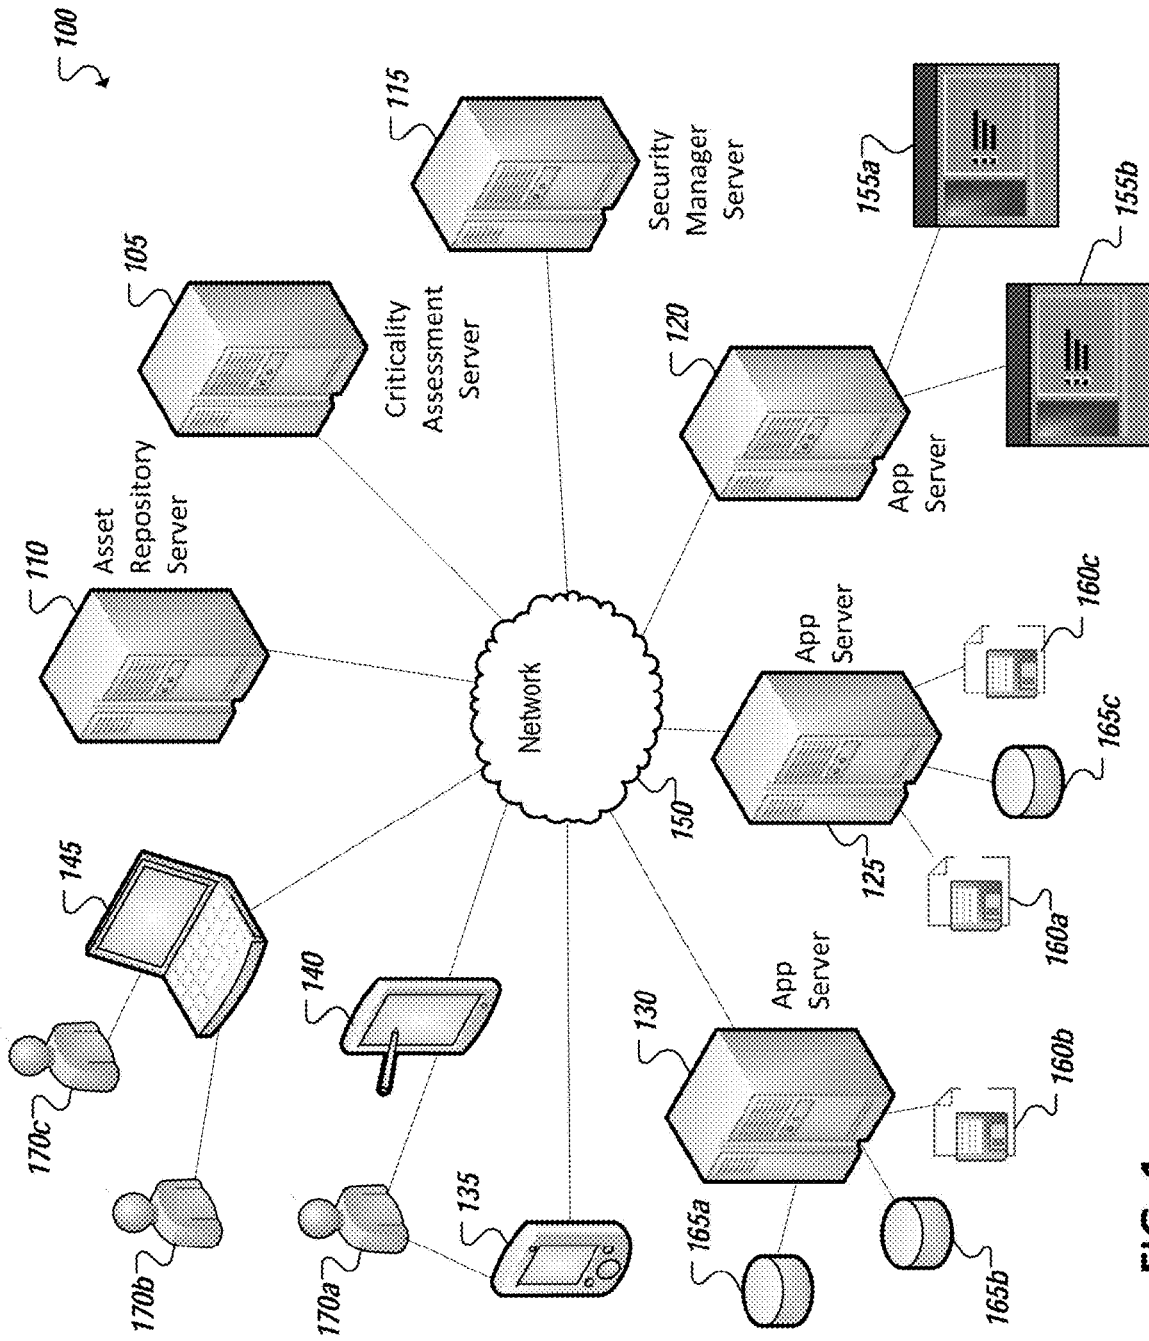 100
110
Asset
Repository
Server
105
Criticality
Assessment
Server
115
Security
Manager
Server
145
170c
170b
140
170a
135
Network
150
130
App
Server
125
App
Server
120
App
Server
165a
165b
160b
160a
165c
160c
155a
155b